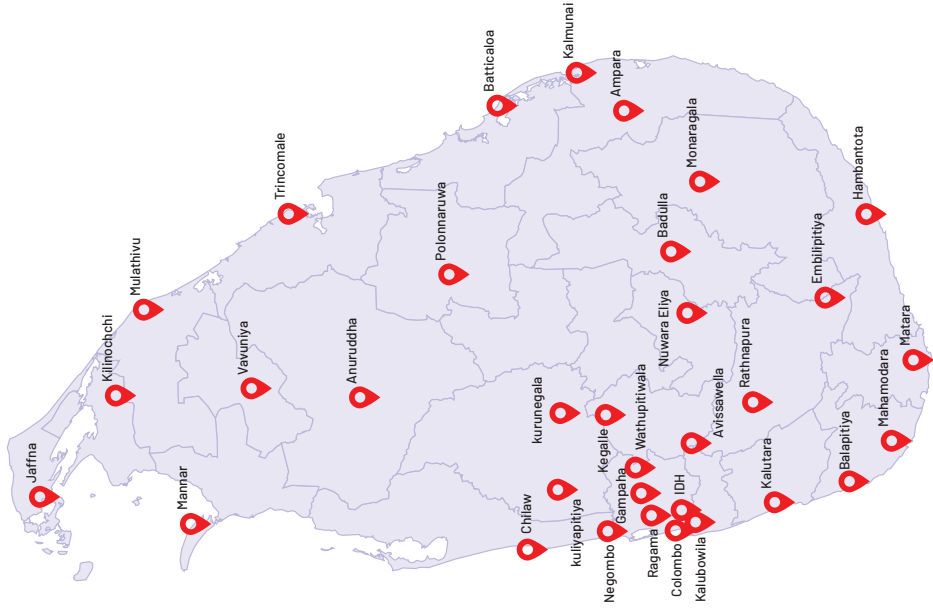 Jaffna
Kilinochchi
Mulathivu
Mannar
Vavuniya
Trincomale
Anuruddha
Polonnaruwa
Batticaloa
Kalmunai
Ampara
Chilaw
kuliyapitiya
kurunegala
Kegalle
Wathupitiwala
Negombo
Gampaha
Ragama
Colombo
IDH
Kalubowila
Avissawella
Nuwara Eliya
Badulla
Monaragala
Rathnapura
Kalutara
Embilipitiya
Hambantota
Balapitiya
Mahamodara
Matara